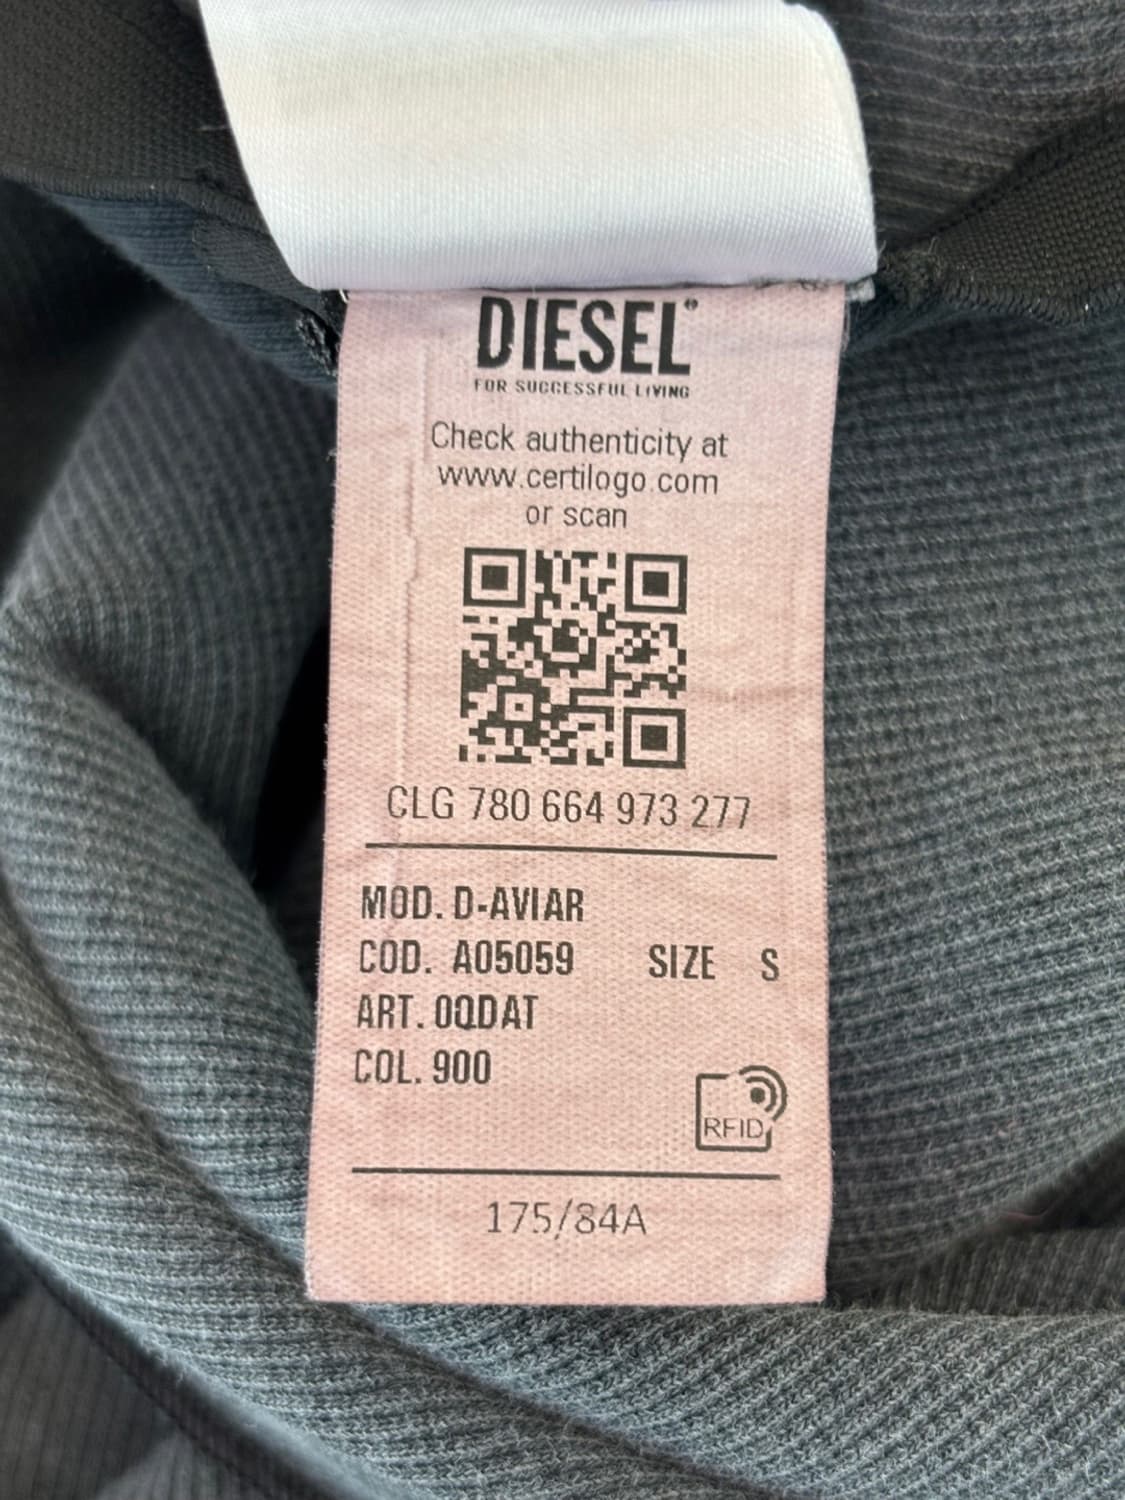 DIESEL®
FOR SUCCESSFUL LIVING
Check authenticity at
www.certilogo.com
or scan
CLG 780 664 973 277
MOD. D-AVIAR
COD. A05059 SIZE S
ART. 0QDAT
COL. 900
RFID
175/84A